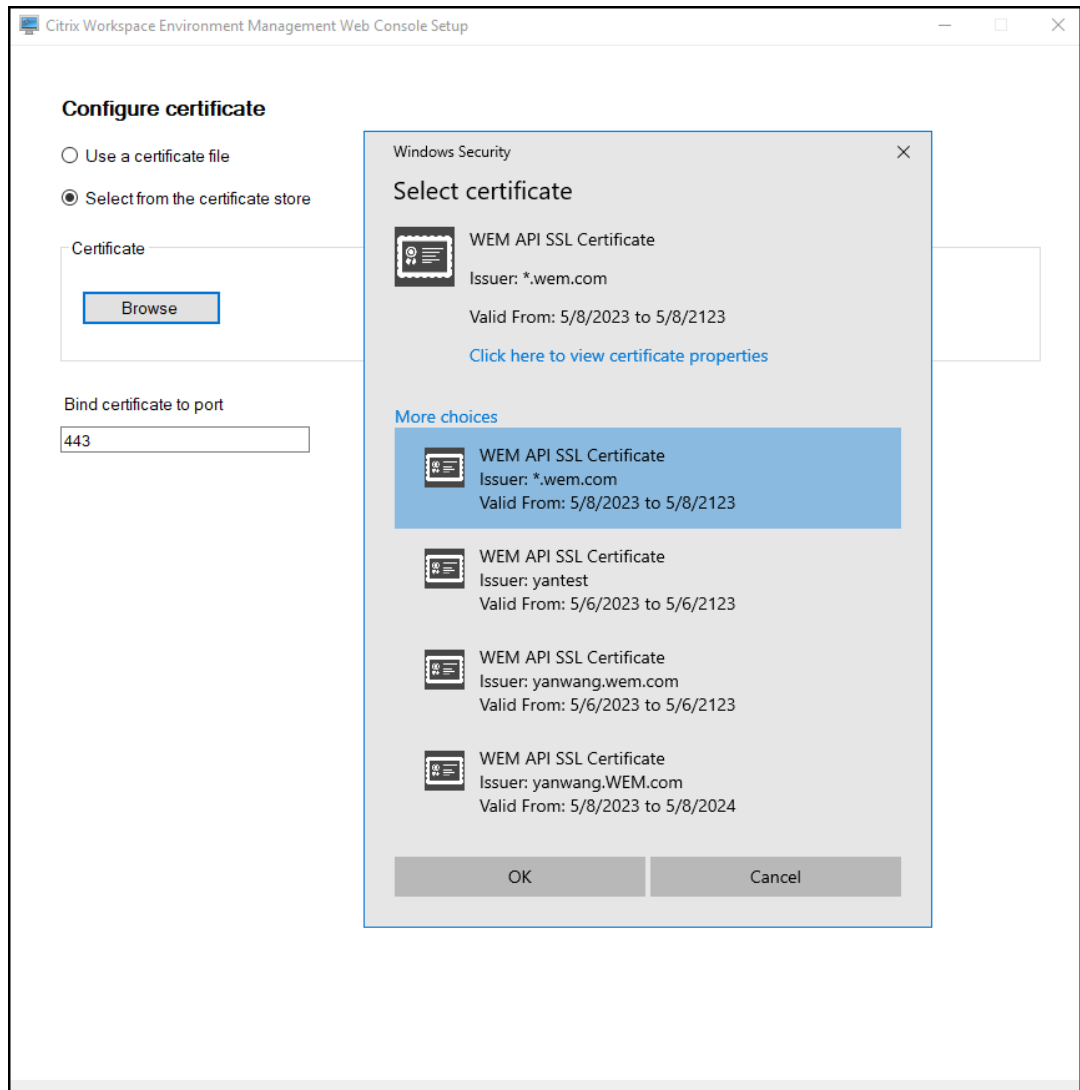 Citrix Workspace Environment Management Web Console Setup
Configure certificate
Use a certificate file
Select from the certificate store
Certificate
Browse
Bind certificate to port
443
Windows Security
Select certificate
WEM API SSL Certificate
Issuer: *.wem.com
Valid From: 5/8/2023 to 5/8/2123
Click here to view certificate properties
More choices
WEM API SSL Certificate
Issuer: *.wem.com
Valid From: 5/8/2023 to 5/8/2123
WEM API SSL Certificate
Issuer: yantest
Valid From: 5/6/2023 to 5/6/2123
WEM API SSL Certificate
Issuer: yanwang.wem.com
Valid From: 5/6/2023 to 5/6/2123
WEM API SSL Certificate
Issuer: yanwang.WEM.com
Valid From: 5/8/2023 to 5/8/2024
OK
Cancel